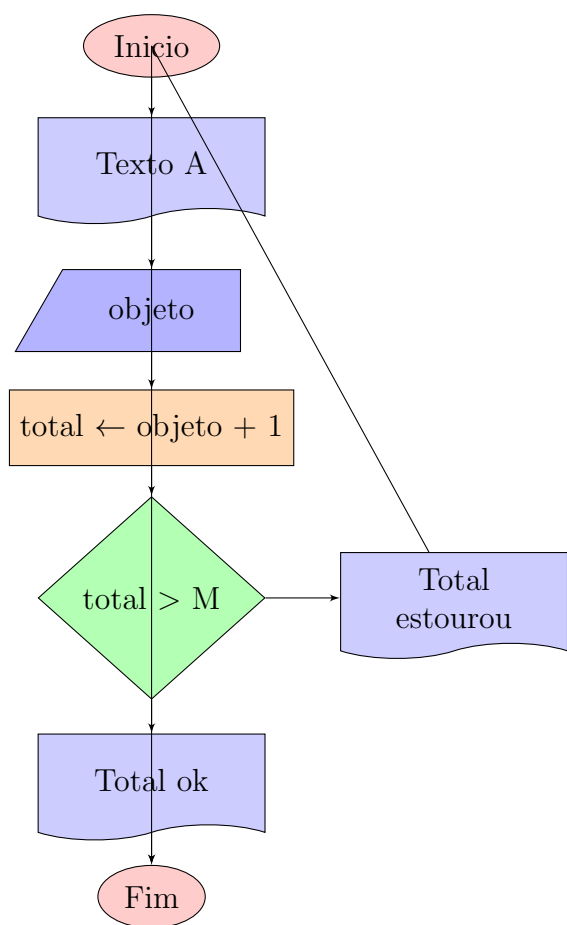 Inicio
Texto A
objeto
total ← objeto + 1
total > M
Total
estourou
Total ok
Fim